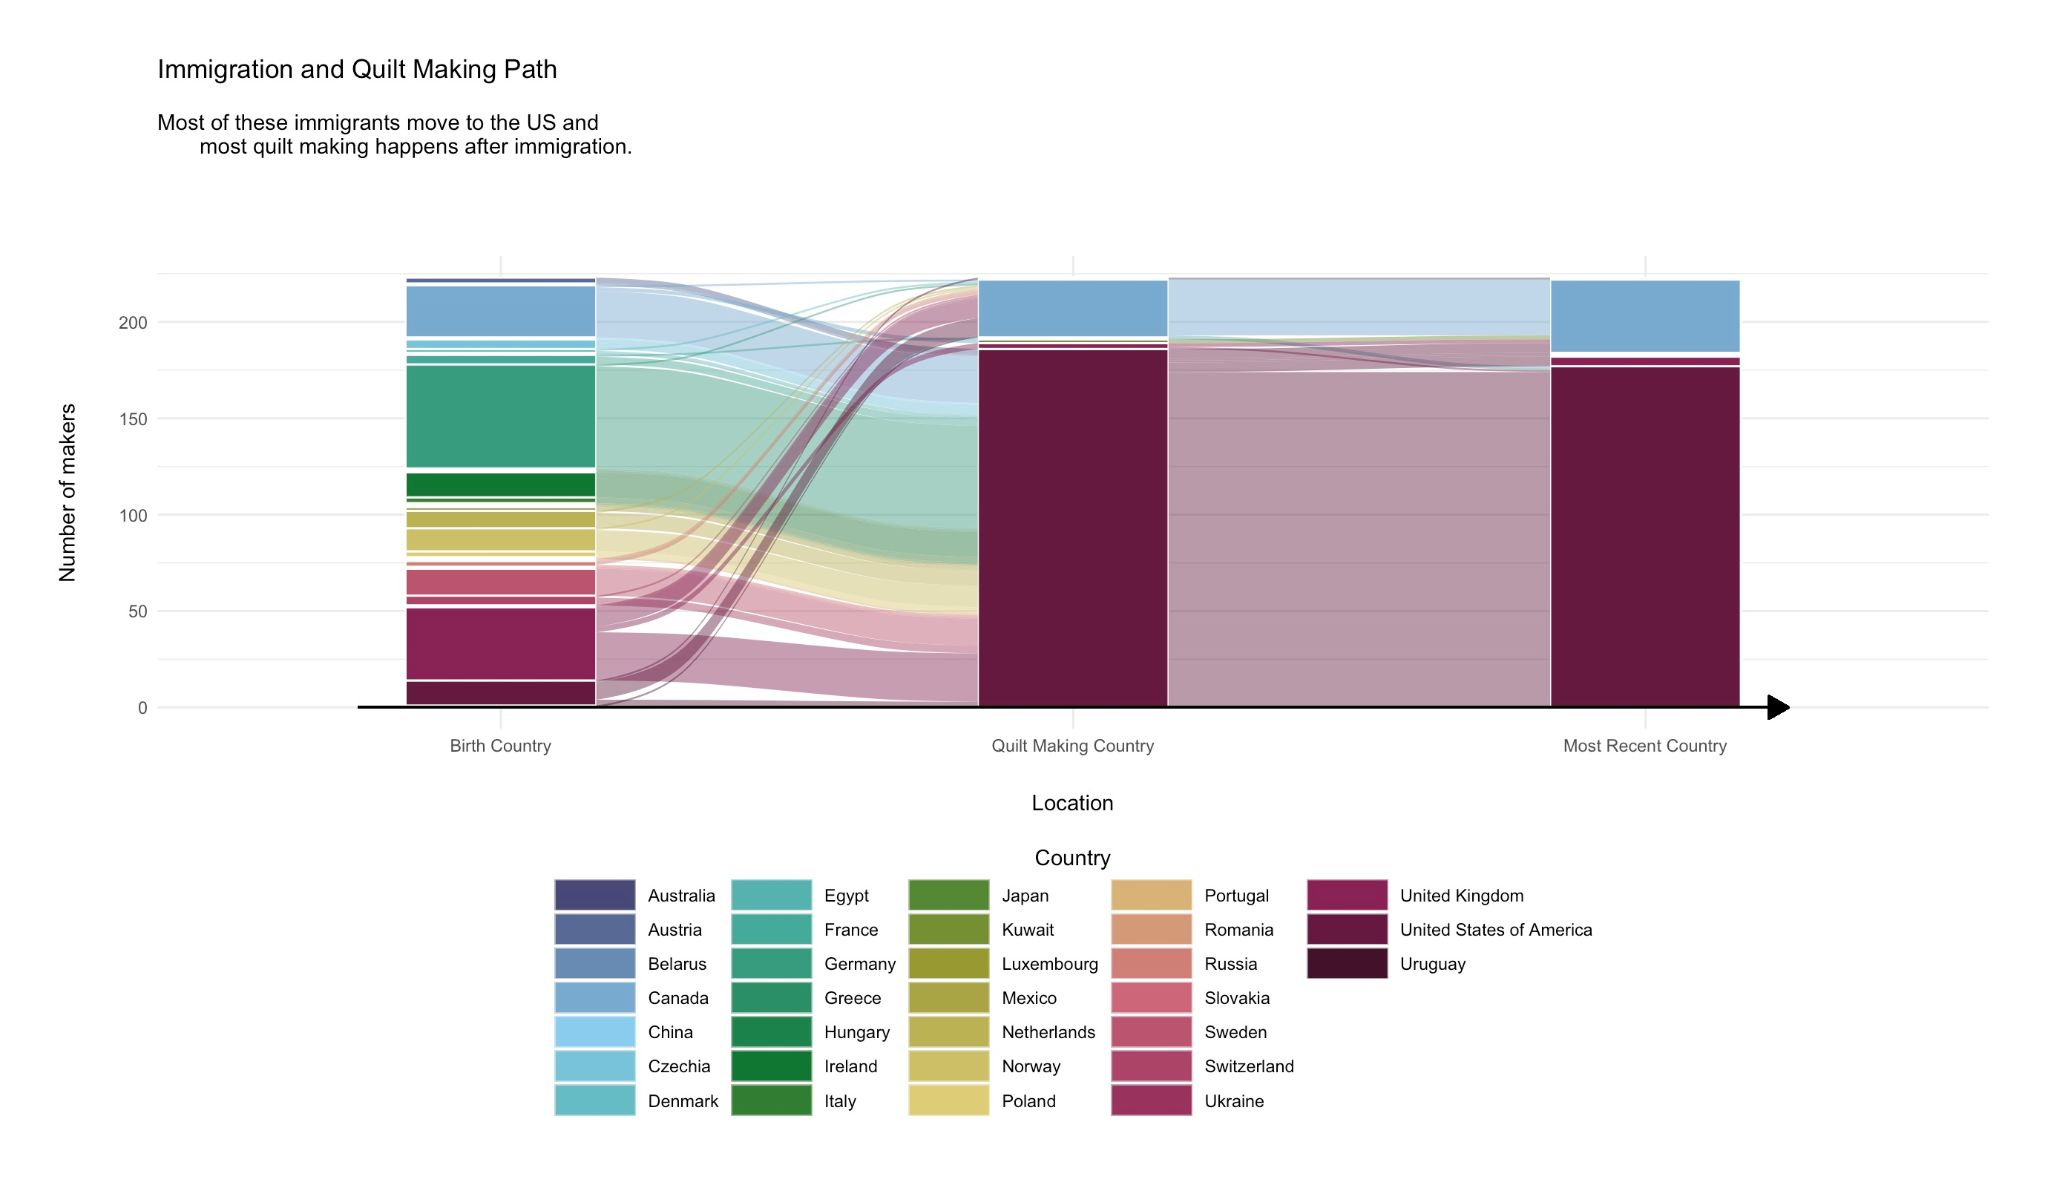 Immigration and Quilt Making Path
Most of these immigrants move to the US and
most quilt making happens after immigration.
Number of makers
200
150
100
50
0
Birth Country
Quilt Making Country
Most Recent Country
Location
Country
Australia
Austria
Belarus
Canada
China
Czechia
Denmark
Egypt
France
Germany
Greece
Hungary
Ireland
Italy
Japan
Kuwait
Luxembourg
Mexico
Netherlands
Norway
Poland
Portugal
Romania
Russia
Slovakia
Sweden
Switzerland
Ukraine
United Kingdom
United States of America
Uruguay